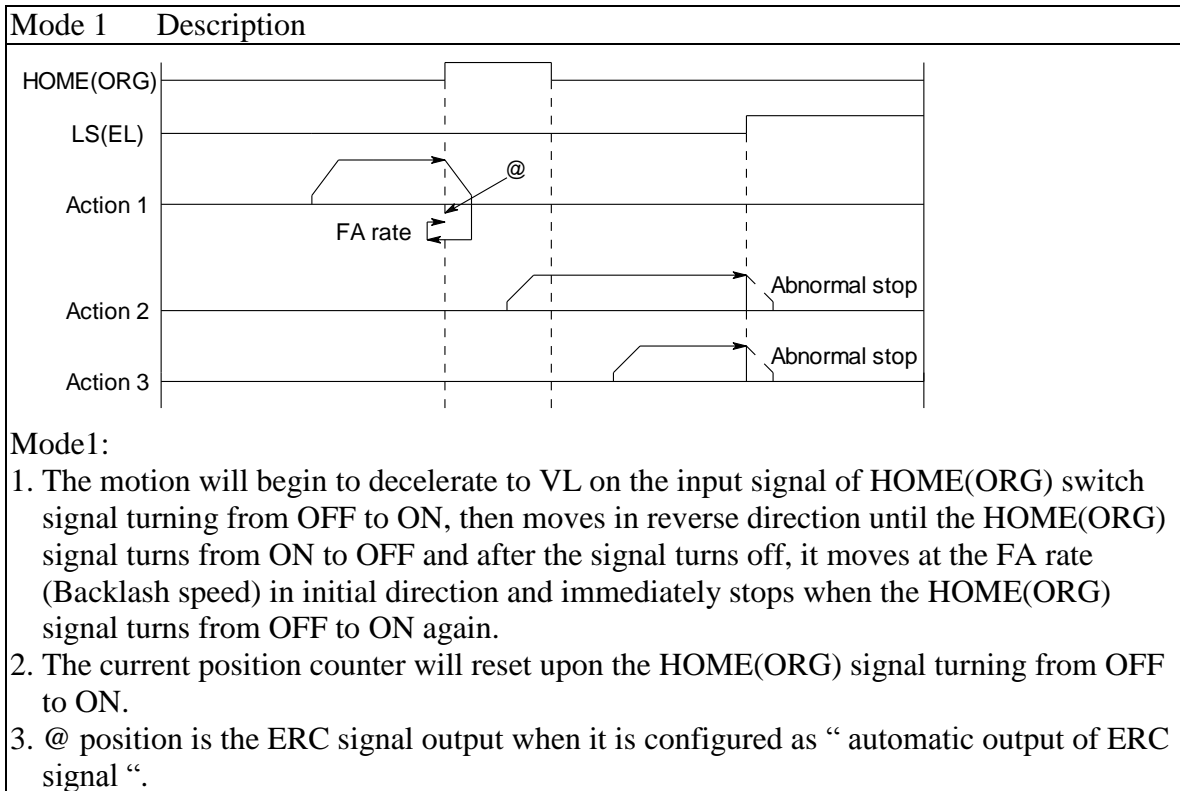 Mode 1 Description
HOME(ORG)
LS(EL)
@
Action 1
FA rate
Abnormal stop
Action 2
Abnormal stop
Action 3
Mode1:
1. The motion will begin to decelerate to VL on the input signal of HOME(ORG) switch
signal turning from OFF to ON, then moves in reverse direction until the HOME(ORG)
signal turns from ON to OFF and after the signal turns off, it moves at the FA rate
(Backlash speed) in initial direction and immediately stops when the HOME(ORG)
signal turns from OFF to ON again.
2. The current position counter will reset upon the HOME(ORG) signal turning from OFF
to ON.
3. @ position is the ERC signal output when it is configured as “ automatic output of ERC
signal “.